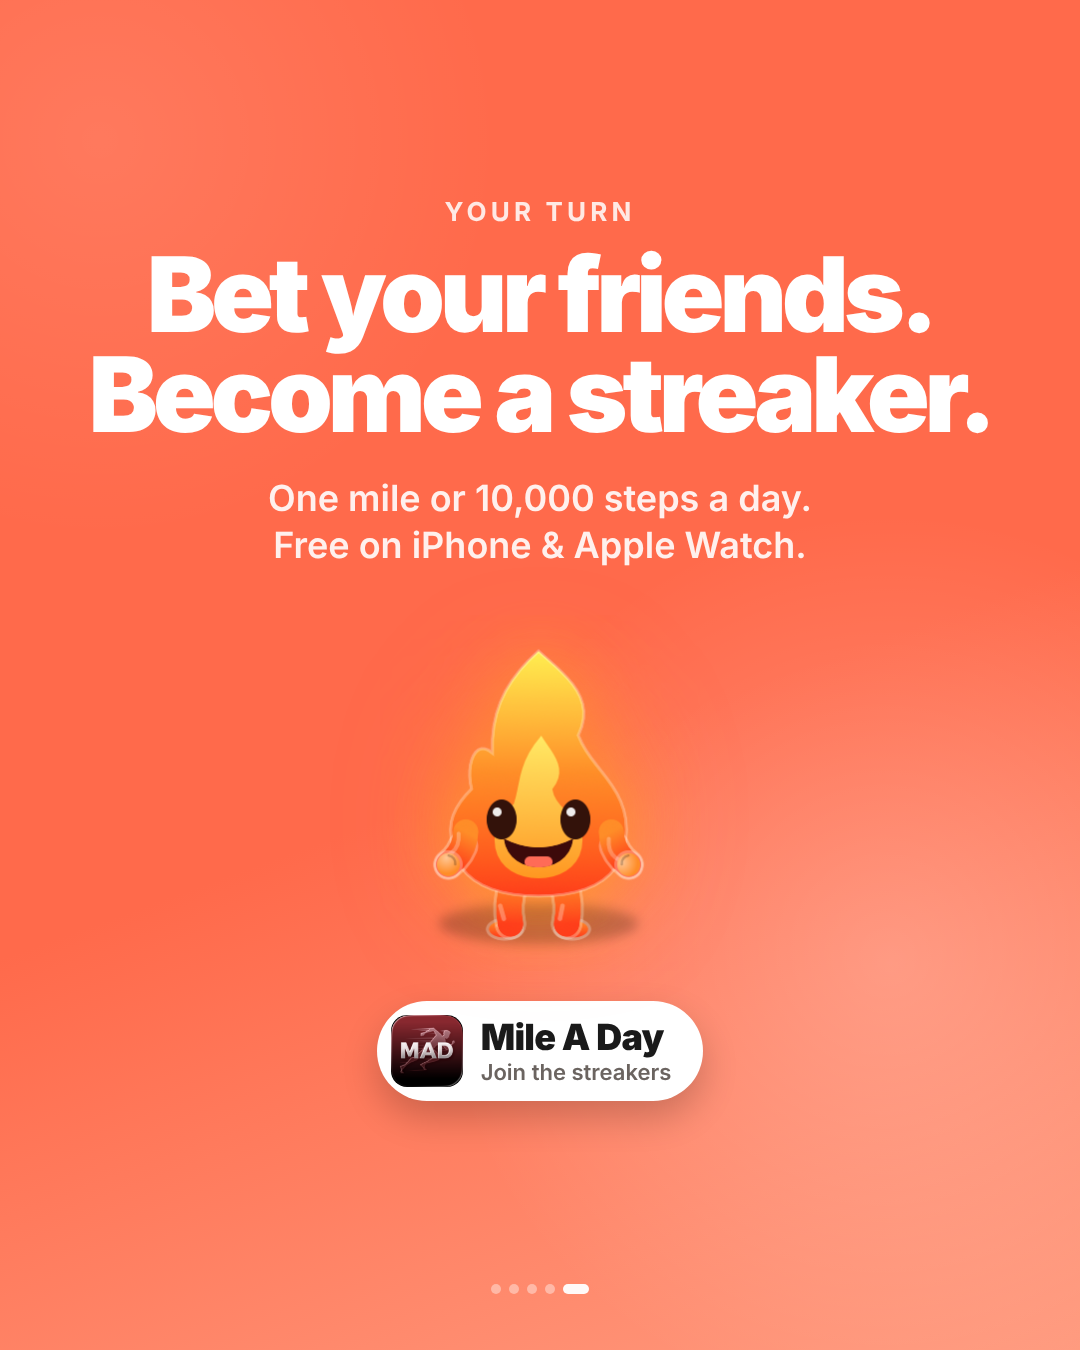 YOUR TURN
Bet your friends.
Become a streaker.
One mile or 10,000 steps a day.
Free on iPhone & Apple Watch.
MAD
Mile A Day
Join the streakers